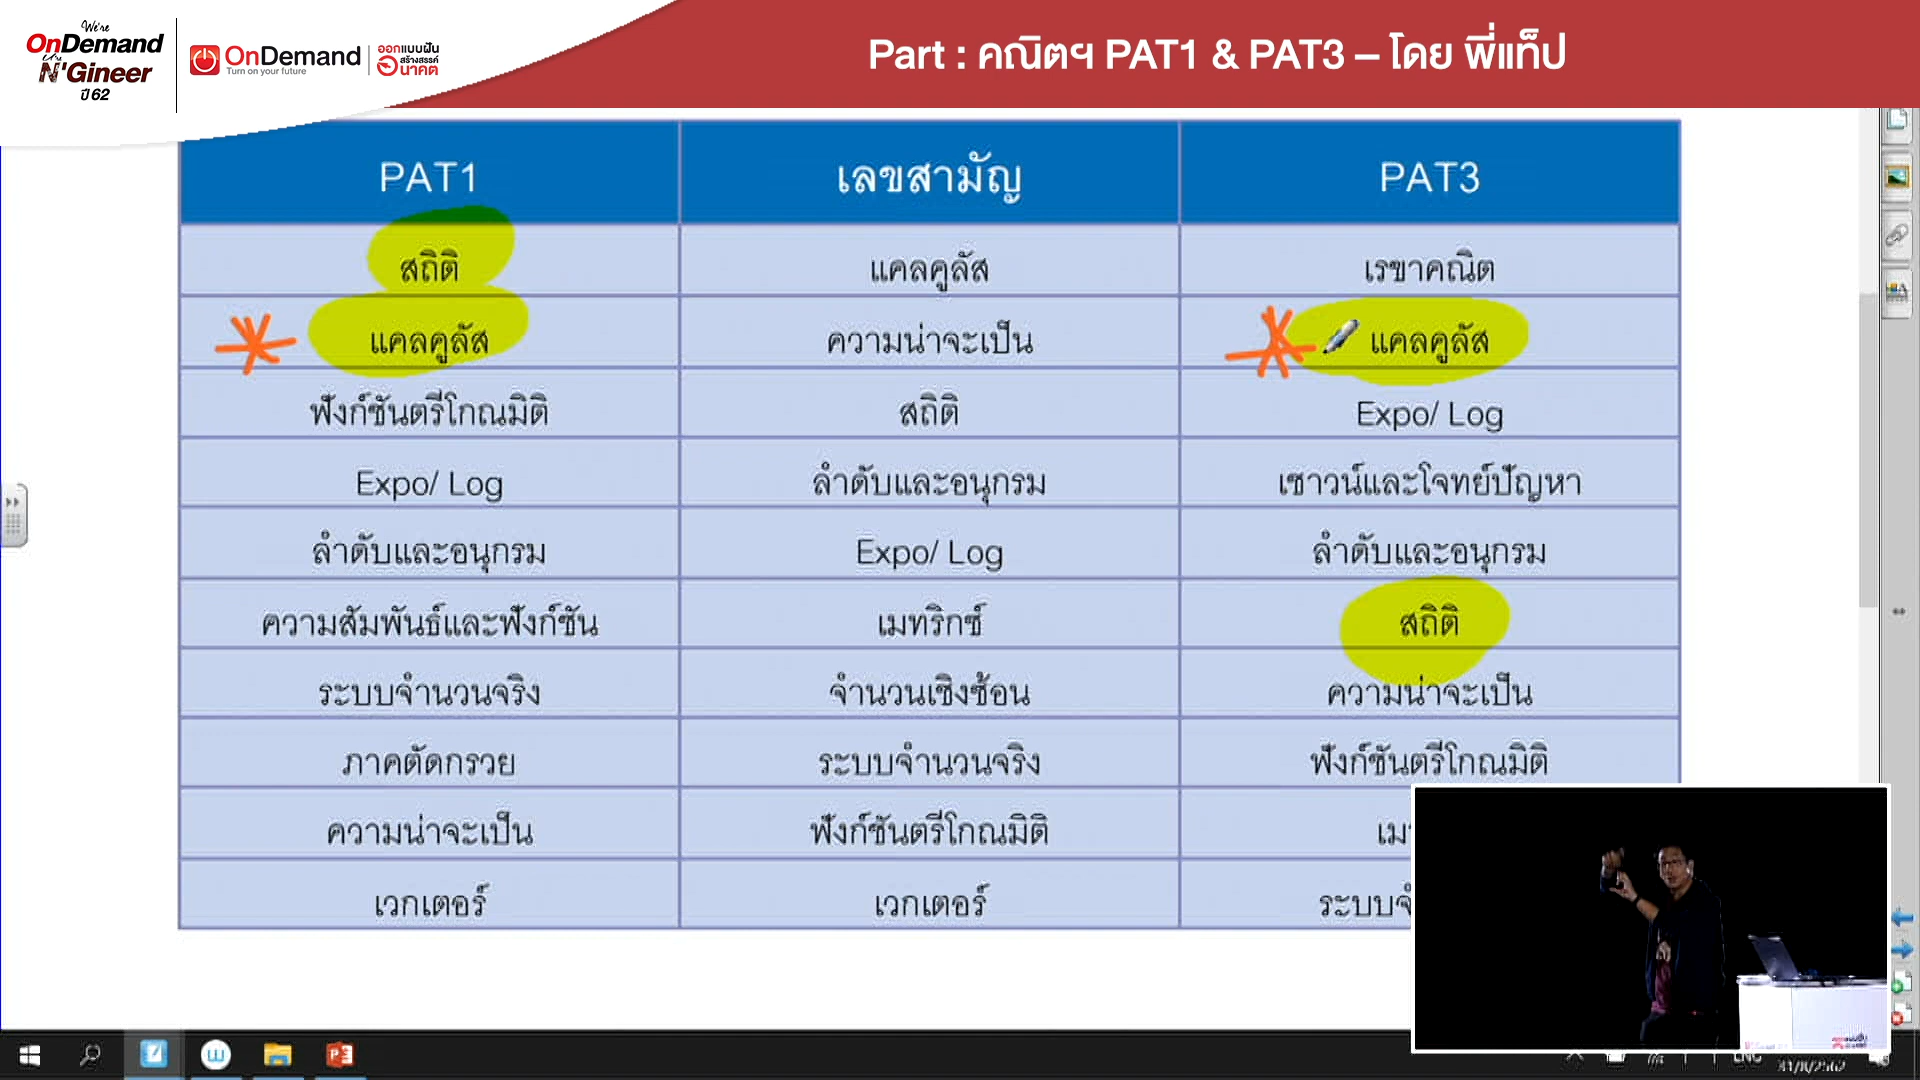 We're
OnDemand
N'Gineer
ปี 62
OnDemand
Turn on your future
ออกแบบฝัน
สร้างสรรค์
อนาคต
Part : คณิตฯ PAT1 & PAT3 – โดย พี่แท็ป
PAT1 เลขสามัญ PAT3
สถิติ แคลคูลัส เรขาคณิต
แคลคูลัส ความน่าจะเป็น แคลคูลัส
ฟังก์ชันตรีโกณมิติ สถิติ Expo/ Log
Expo/ Log ลำดับและอนุกรม เชาวน์และโจทย์ปัญหา
ลำดับและอนุกรม Expo/ Log ลำดับและอนุกรม
ความสัมพันธ์และฟังก์ชัน เมทริกซ์ สถิติ
ระบบจำนวนจริง จำนวนเชิงซ้อน ความน่าจะเป็น
ภาคตัดกรวย ระบบจำนวนจริง ฟังก์ชันตรีโกณมิติ
ความน่าจะเป็น ฟังก์ชันตรีโกณมิติ เม
เวกเตอร์ เวกเตอร์ ระบบจ
ENG
31/8/2562